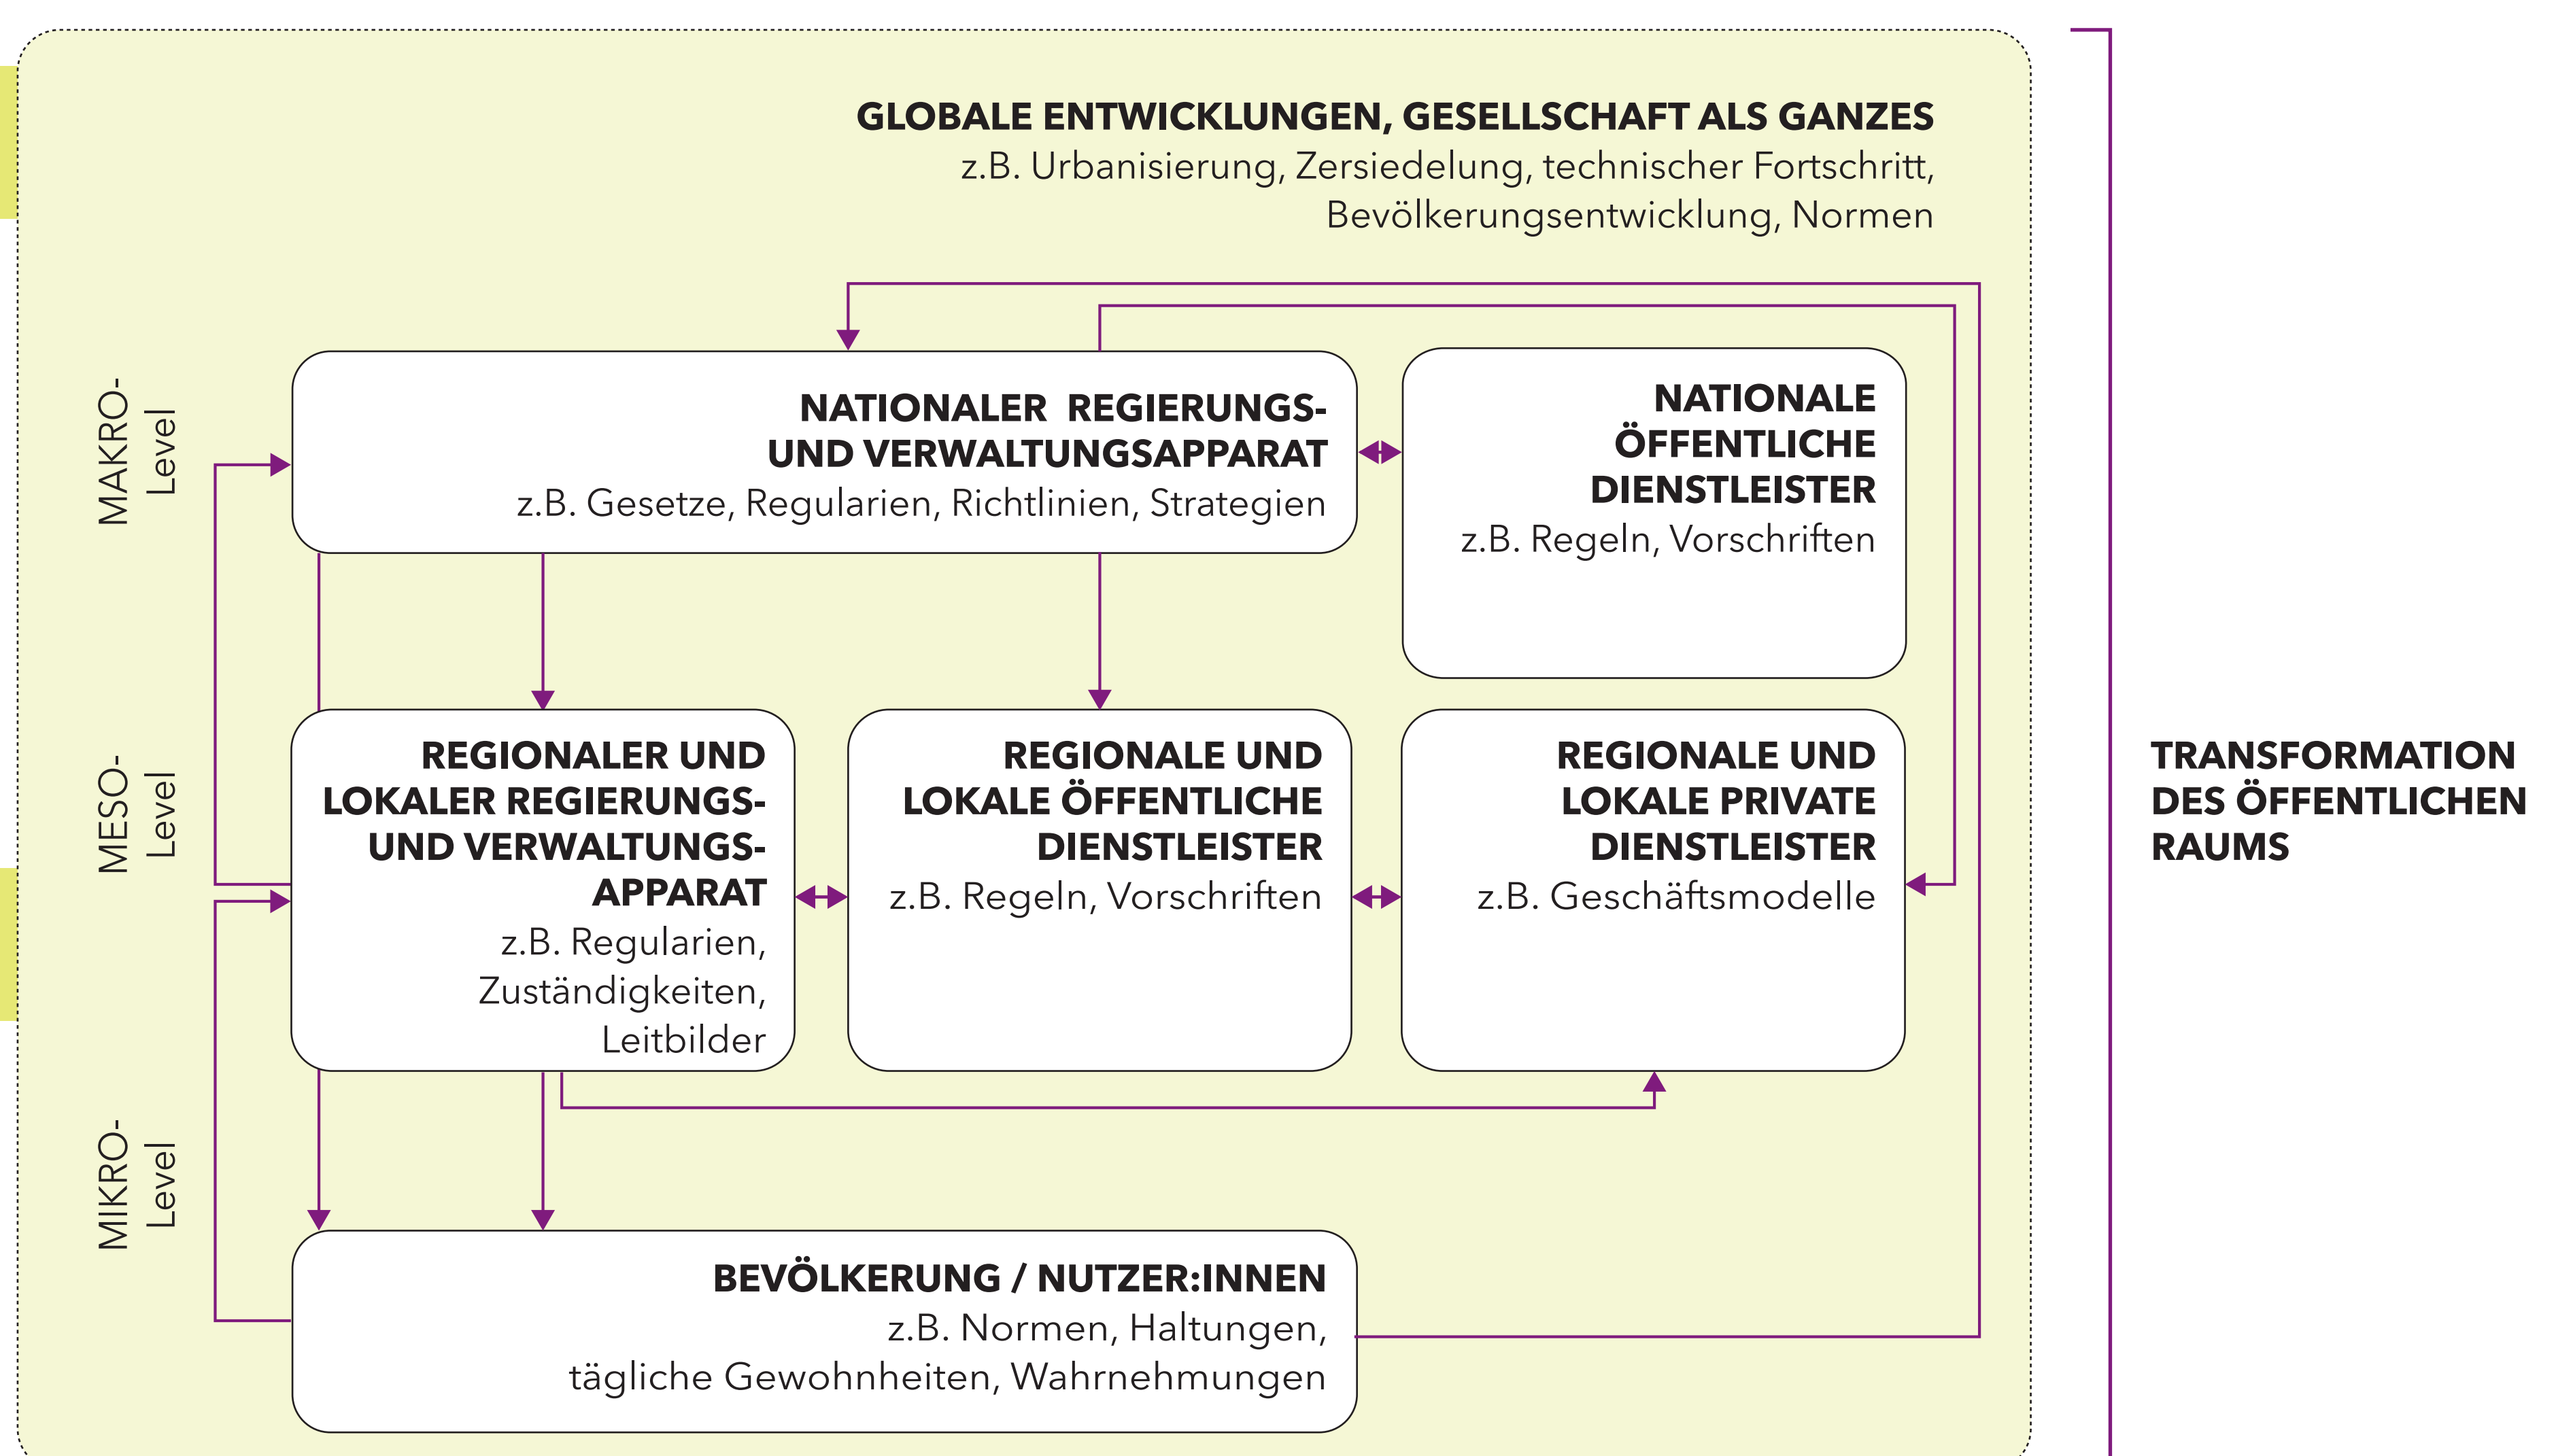 GLOBALE ENTWICKLUNGEN, GESELLSCHAFT ALS GANZES
z.B. Urbanisierung, Zersiedelung, technischer Fortschritt,
Bevölkerungsentwicklung, Normen
MAKRO-
Level
NATIONALER REGIERUNGS-
UND VERWALTUNGSAPPARAT
z.B. Gesetze, Regularien, Richtlinien, Strategien
NATIONALE
ÖFFENTLICHE
DIENSTLEISTER
z.B. Regeln, Vorschriften
MESO-
Level
REGIONALER UND
LOKALER REGIERUNGS-
UND VERWALTUNGS-
APPARAT
z.B. Regularien,
Zuständigkeiten,
Leitbilder
REGIONALE UND
LOKALE ÖFFENTLICHE
DIENSTLEISTER
z.B. Regeln, Vorschriften
REGIONALE UND
LOKALE PRIVATE
DIENSTLEISTER
z.B. Geschäftsmodelle
TRANSFORMATION
DES ÖFFENTLICHEN
RAUMS
MIKRO-
Level
BEVÖLKERUNG / NUTZER:INNEN
z.B. Normen, Haltungen,
tägliche Gewohnheiten, Wahrnehmungen